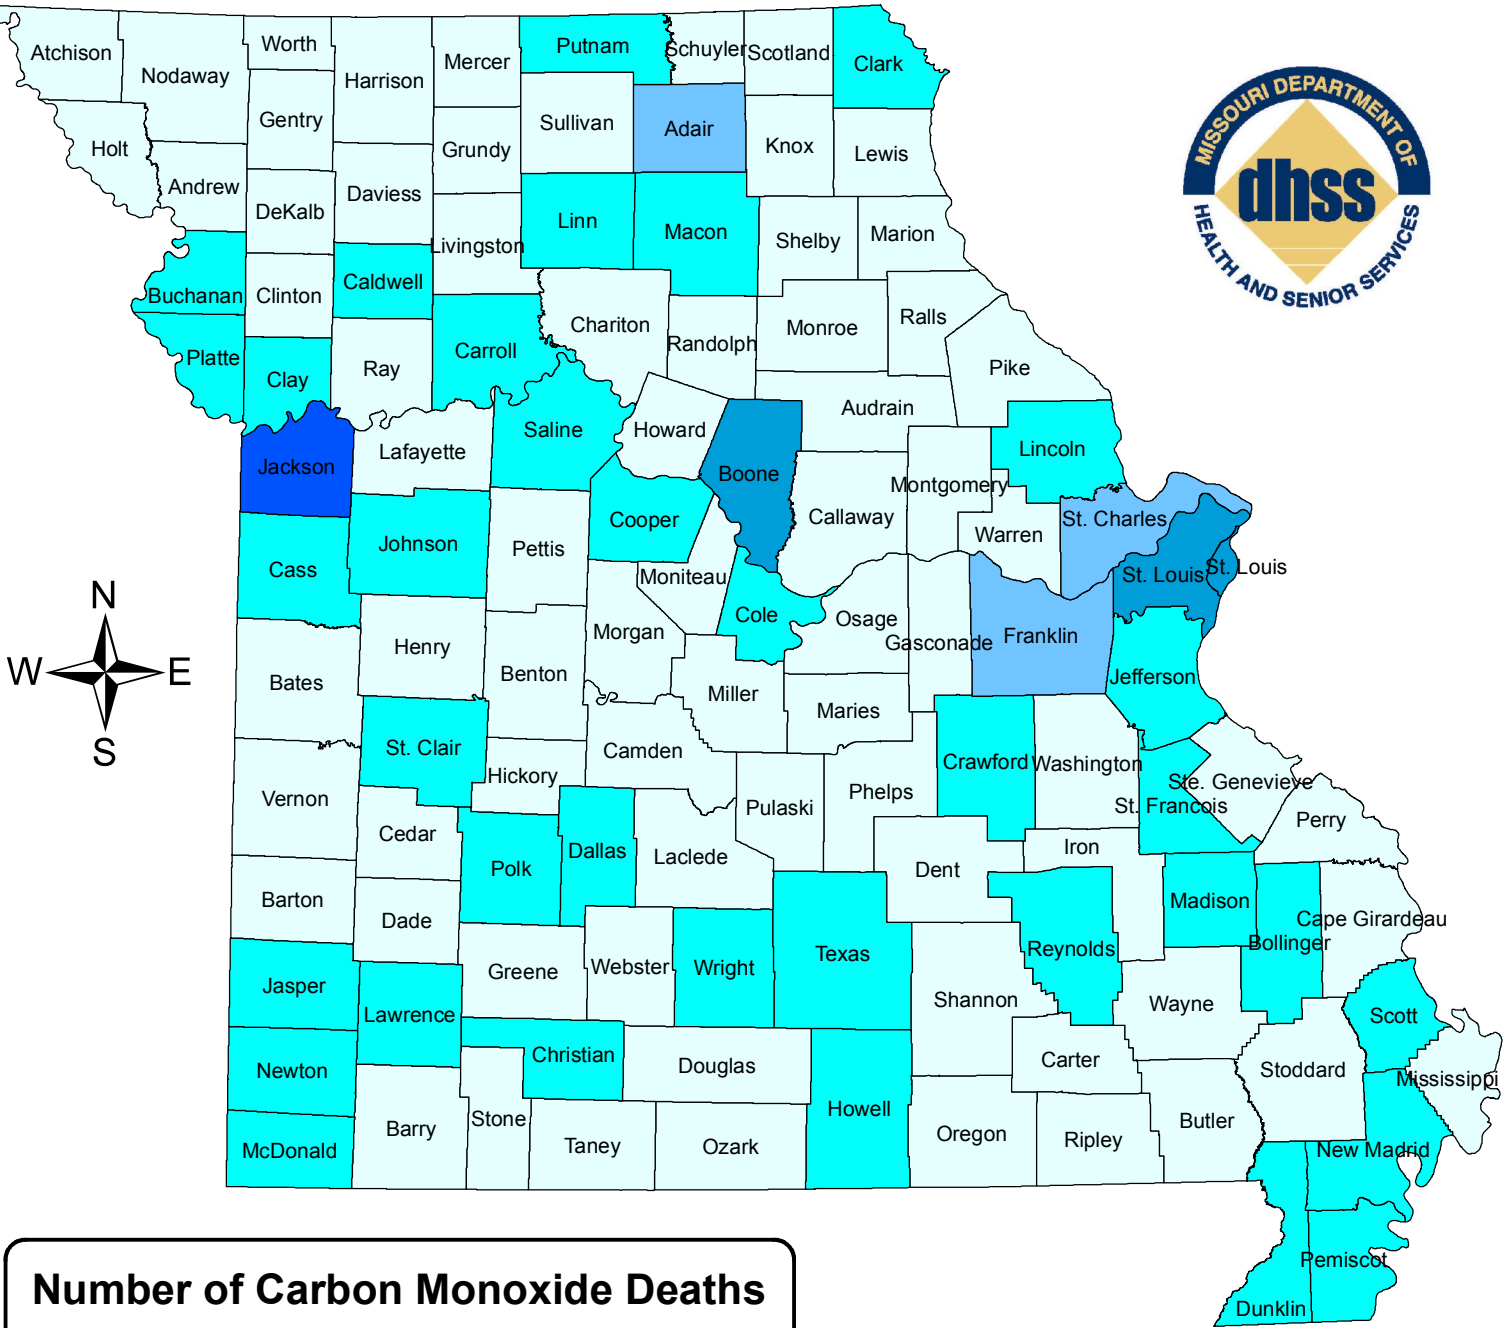 Atchison
Nodaway
Worth
Harrison
Mercer
Putnam
Schuyler
Scotland
Clark
MISSOURI DEPARTMENT OF
dhss
HEALTH AND SENIOR SERVICES
Holt
Gentry
Grundy
Sullivan
Adair
Knox
Lewis
Andrew
DeKalb
Daviess
Livingston
Linn
Macon
Shelby
Marion
Buchanan
Clinton
Caldwell
Chariton
Randolph
Monroe
Ralls
Platte
Clay
Ray
Carroll
Pike
Audrain
Jackson
Lafayette
Saline
Howard
Boone
Lincoln
Montgomery
Callaway
Warren
St. Charles
Cass
Johnson
Pettis
Cooper
Moniteau
St. Louis
St. Louis
Cole
Osage
Gasconade
Franklin
Bates
Henry
Benton
Morgan
Miller
Maries
Jefferson
N
W
E
S
St. Clair
Hickory
Camden
Crawford
Washington
Ste. Genevieve
Vernon
Cedar
Pulaski
Phelps
St. Francois
Perry
Polk
Dallas
Laclede
Dent
Iron
Barton
Dade
Madison
Cape Girardeau
Bollinger
Jasper
Lawrence
Greene
Webster
Wright
Texas
Shannon
Reynolds
Wayne
Scott
Newton
Christian
Douglas
Howell
Carter
Stoddard
Mississippi
McDonald
Barry
Stone
Taney
Ozark
Oregon
Ripley
Butler
New Madrid
Pemiscot
Dunklin
Number of Carbon Monoxide Deaths